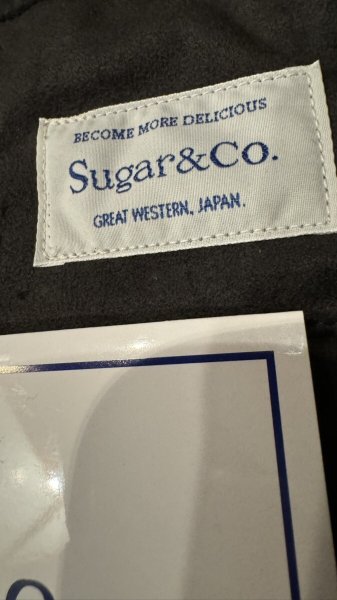 BECOME MORE DELICIOUS
Sugar&Co.
GREAT WESTERN, JAPAN.